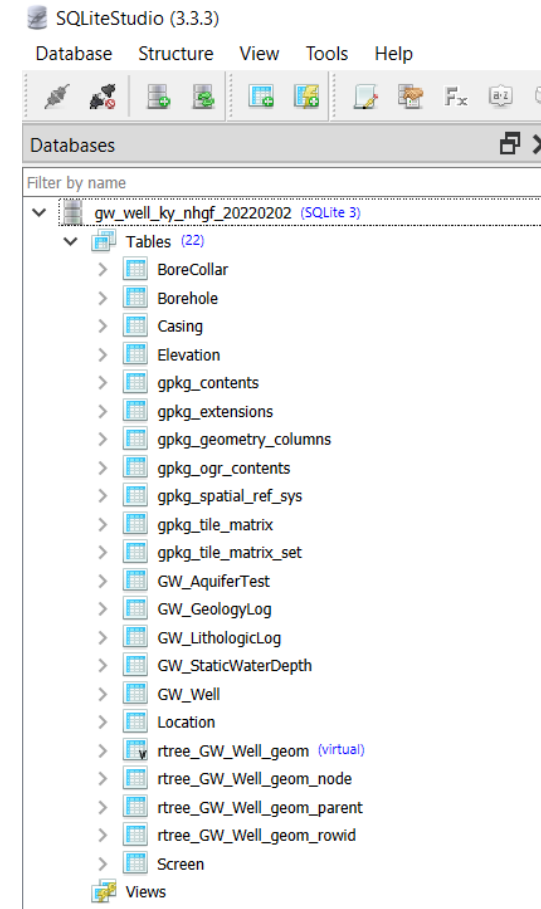 SQLiteStudio (3.3.3)
Database Structure View Tools Help
Fx a·z
Databases
Filter by name
gw_well_ky_nhgf_20220202 (SQLite 3)
Tables (22)
BoreCollar
Borehole
Casing
Elevation
gpkg_contents
gpkg_extensions
gpkg_geometry_columns
gpkg_ogr_contents
gpkg_spatial_ref_sys
gpkg_tile_matrix
gpkg_tile_matrix_set
GW_AquiferTest
GW_GeologyLog
GW_LithologicLog
GW_StaticWaterDepth
GW_Well
Location
rtree_GW_Well_geom (virtual)
rtree_GW_Well_geom_node
rtree_GW_Well_geom_parent
rtree_GW_Well_geom_rowid
Screen
Views